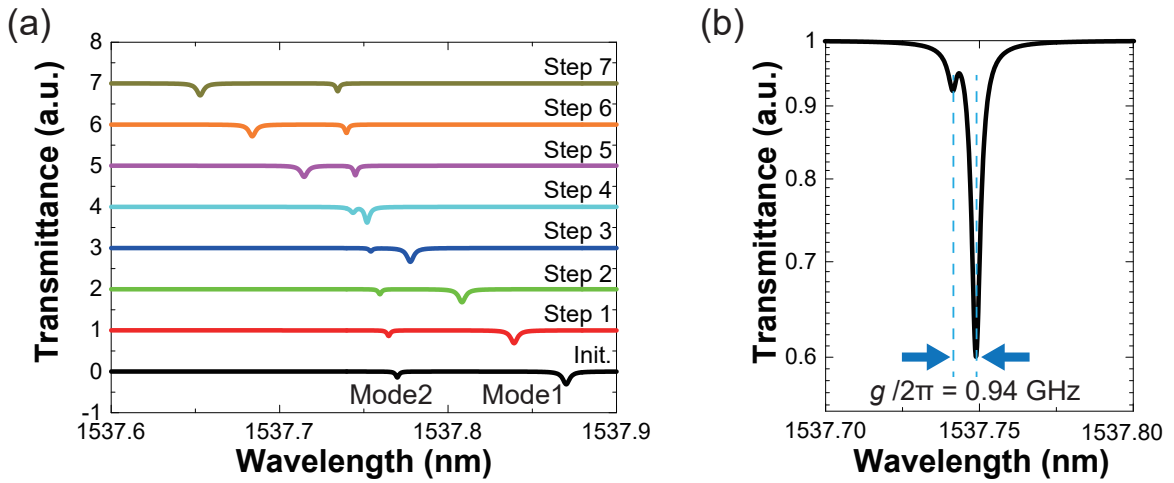 (a)
Transmittance (a.u.)
8
7
6
5
4
3
2
1
0
-1
Step 7
Step 6
Step 5
Step 4
Step 3
Step 2
Step 1
Init.
Mode2
Mode1
1537.6
1537.7
1537.8
1537.9
Wavelength (nm)
(b)
Transmittance (a.u.)
1
0.9
0.8
0.7
0.6
g /2π = 0.94 GHz
1537.70
1537.75
1537.80
Wavelength (nm)